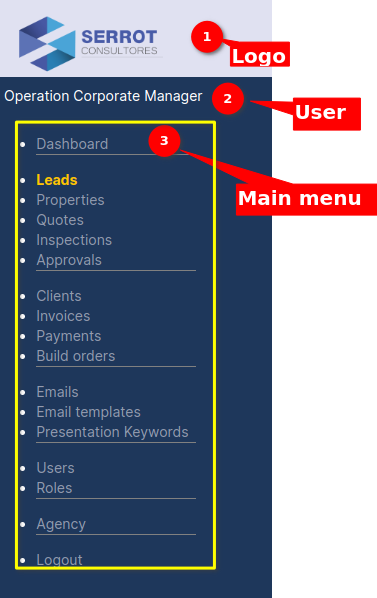 SERROT
CONSULTORES
1
Logo
Operation Corporate Manager
2
User
Dashboard
3
Leads
Properties
Main menu
Quotes
Inspections
Approvals
Clients
Invoices
Payments
Build orders
Emails
Email templates
Presentation Keywords
Users
Roles
Agency
Logout